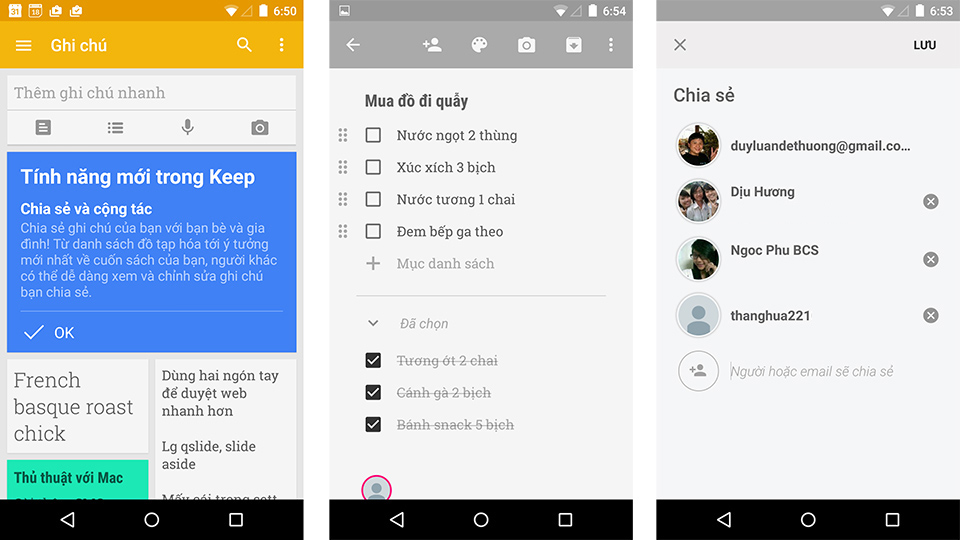 31
18
6:50
Ghi chú
Thêm ghi chú nhanh
Tính năng mới trong Keep
Chia sẻ và cộng tác
Chia sẻ ghi chú của bạn với bạn bè và gia
đình! Từ danh sách đồ tạp hóa tới ý tưởng
mới nhất về cuốn sách của bạn, người khác
có thể dễ dàng xem và chỉnh sửa ghi chú
bạn chia sẻ.
OK
French
basque roast
chick
Thủ thuật với Mac
Dùng hai ngón tay
để duyệt web
nhanh hơn
Lg qslide, slide
aside
6:54
Mua đồ đi quẫy
Nước ngọt 2 thùng
Xúc xích 3 bịch
Nước tương 1 chai
Đem bếp ga theo
Mục danh sách
Đã chọn
Tương ớt 2 chai
Cánh gà 2 bịch
Bánh snack 5 bịch
6:53
LƯU
Chia sẻ
duyluandethuong@gmail.co...
Dịu Hương
Ngoc Phu BCS
thanghua221
Người hoặc email sẽ chia sẻ